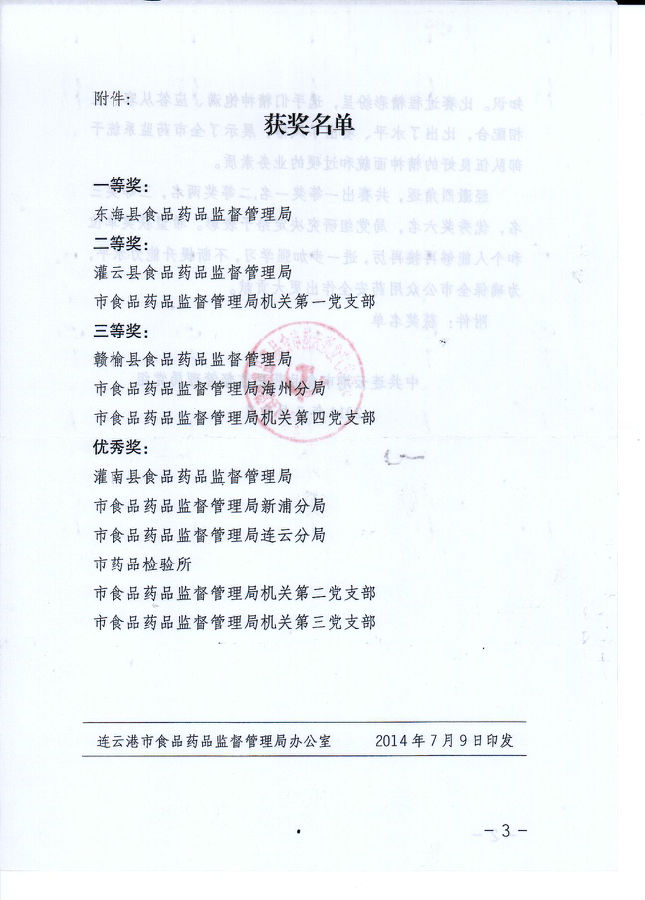 附件：
获奖名单
一等奖：
东海县食品药品监督管理局
二等奖：
灌云县食品药品监督管理局
市食品药品监督管理局机关第一党支部
三等奖：
赣榆县食品药品监督管理局
市食品药品监督管理局海州分局
市食品药品监督管理局机关第四党支部
优秀奖：
灌南县食品药品监督管理局
市食品药品监督管理局新浦分局
市食品药品监督管理局连云分局
市药品检验所
市食品药品监督管理局机关第二党支部
市食品药品监督管理局机关第三党支部
连云港市食品药品监督管理局办公室 2014年7月9日印发
－3－